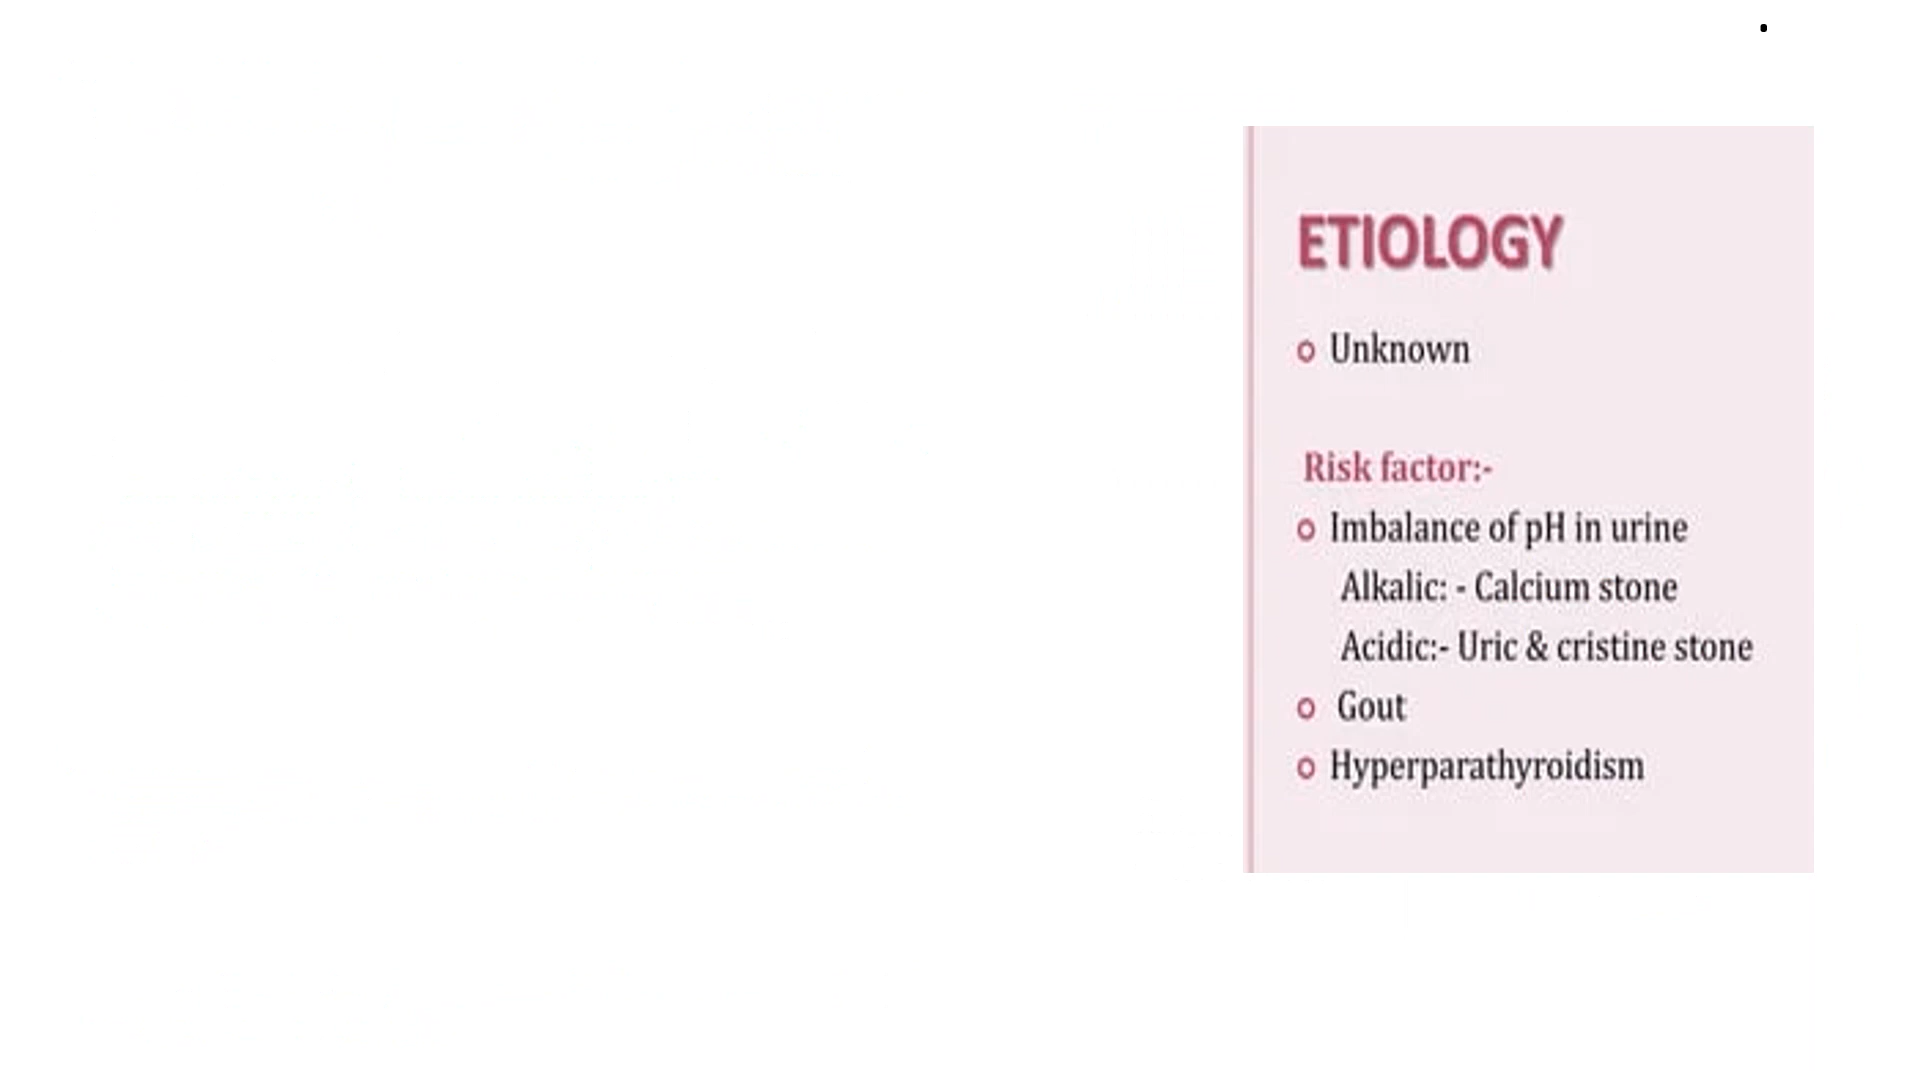 ETIOLOGY
Unknown
Risk factor:-
Imbalance of pH in urine
Alkalic: - Calcium stone
Acidic:- Uric & cristine stone
Gout
Hyperparathyroidism